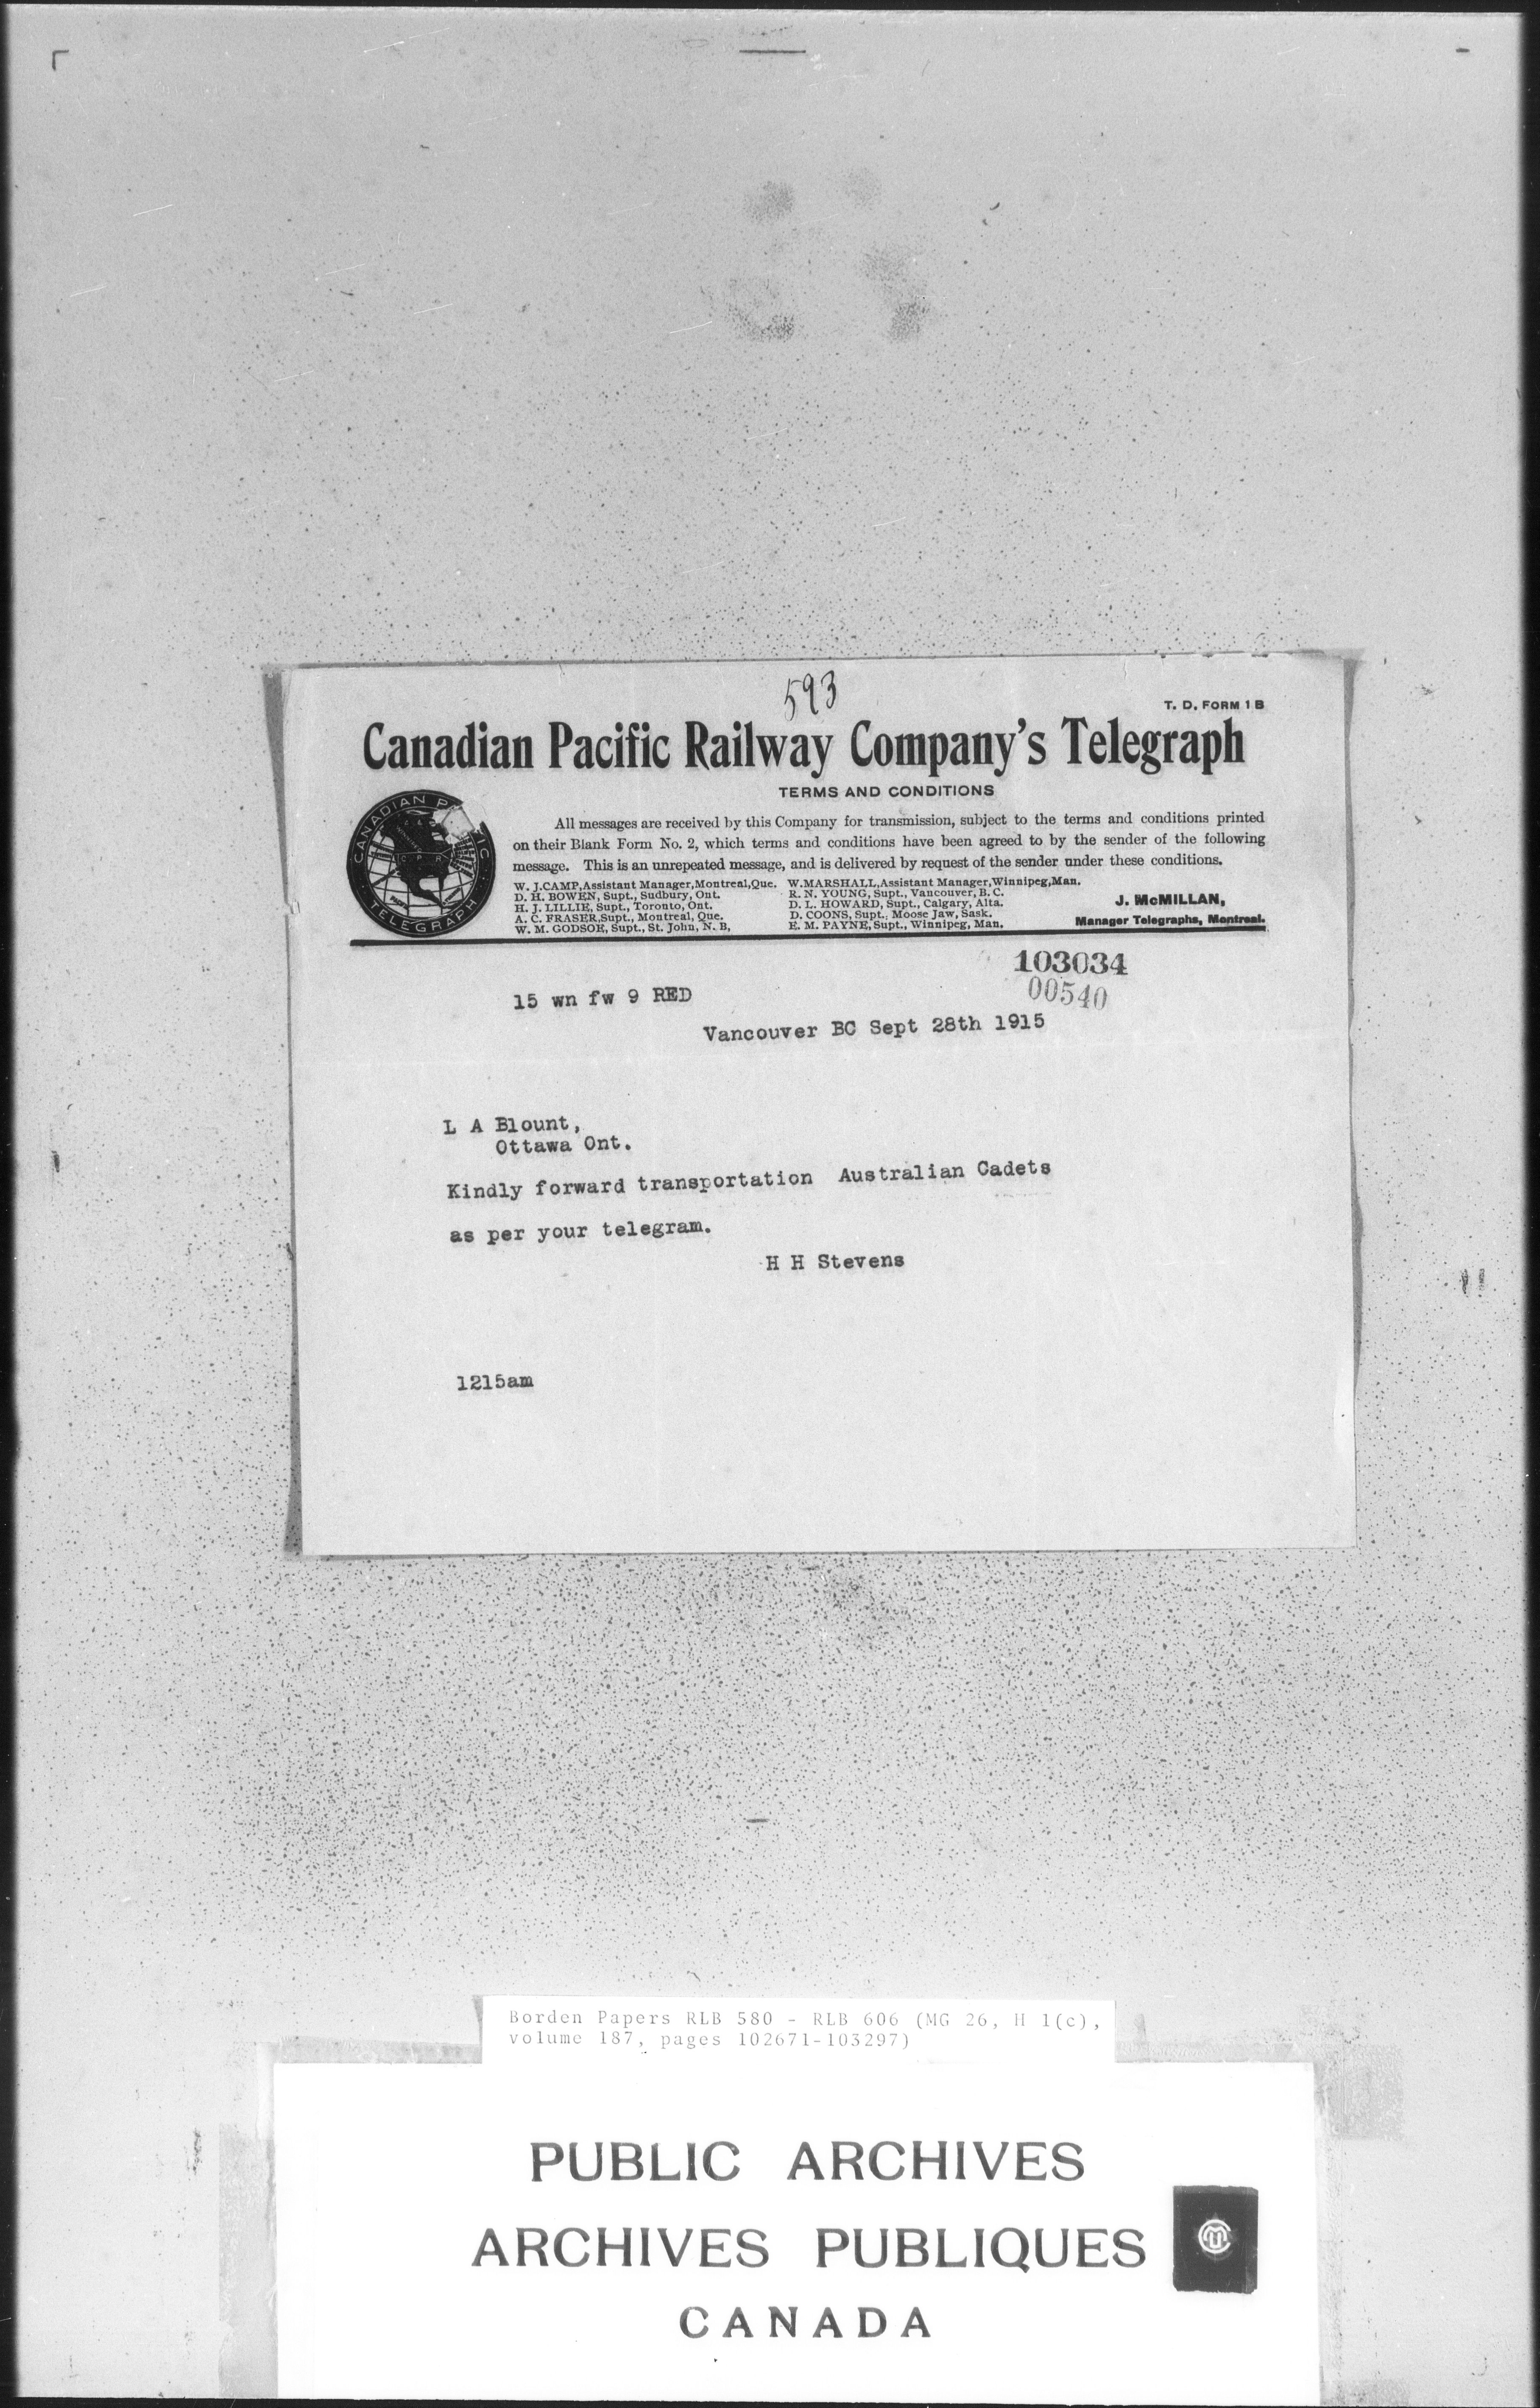 593
T. D. FORM 1 B
Canadian Pacific Railway Company's Telegraph
TERMS AND CONDITIONS
All messages are received by this Company for transmission, subject to the terms and conditions printed
on their Blank Form No. 2, which terms and conditions have been agreed to by the sender of the following
message. This is an unrepeated message, and is delivered by request of the sender under these conditions.
W. J. CAMP, Assistant Manager, Montreal, Que. W. MARSHALL, Assistant Manager, Winnipeg, Man.
D. H. BOWEN, Supt., Sudbury, Ont. R. N. YOUNG, Supt., Vancouver, B. C.
H. J. LILLIE, Supt., Toronto, Ont. D. L. HOWARD, Supt., Calgary, Alta.
A. C. FRASER, Supt., Montreal, Que. D. COONS, Supt., Moose Jaw, Sask.
W. M. GODSOE, Supt., St. John, N. B. E. M. PAYNE, Supt., Winnipeg, Man.
J. McMILLAN,
Manager Telegraphs, Montreal.
CANADIAN P IC
TELEGRAPH
103034
00540
15 wn fw 9 RED
Vancouver BC Sept 28th 1915
L A Blount,
Ottawa Ont.
Kindly forward transportation Australian Cadets
as per your telegram.
H H Stevens
1215am
Borden Papers RLB 580 - RLB 606 (MG 26, H 1(c),
volume 187, pages 102671-103297)
PUBLIC ARCHIVES
ARCHIVES PUBLIQUES
CANADA